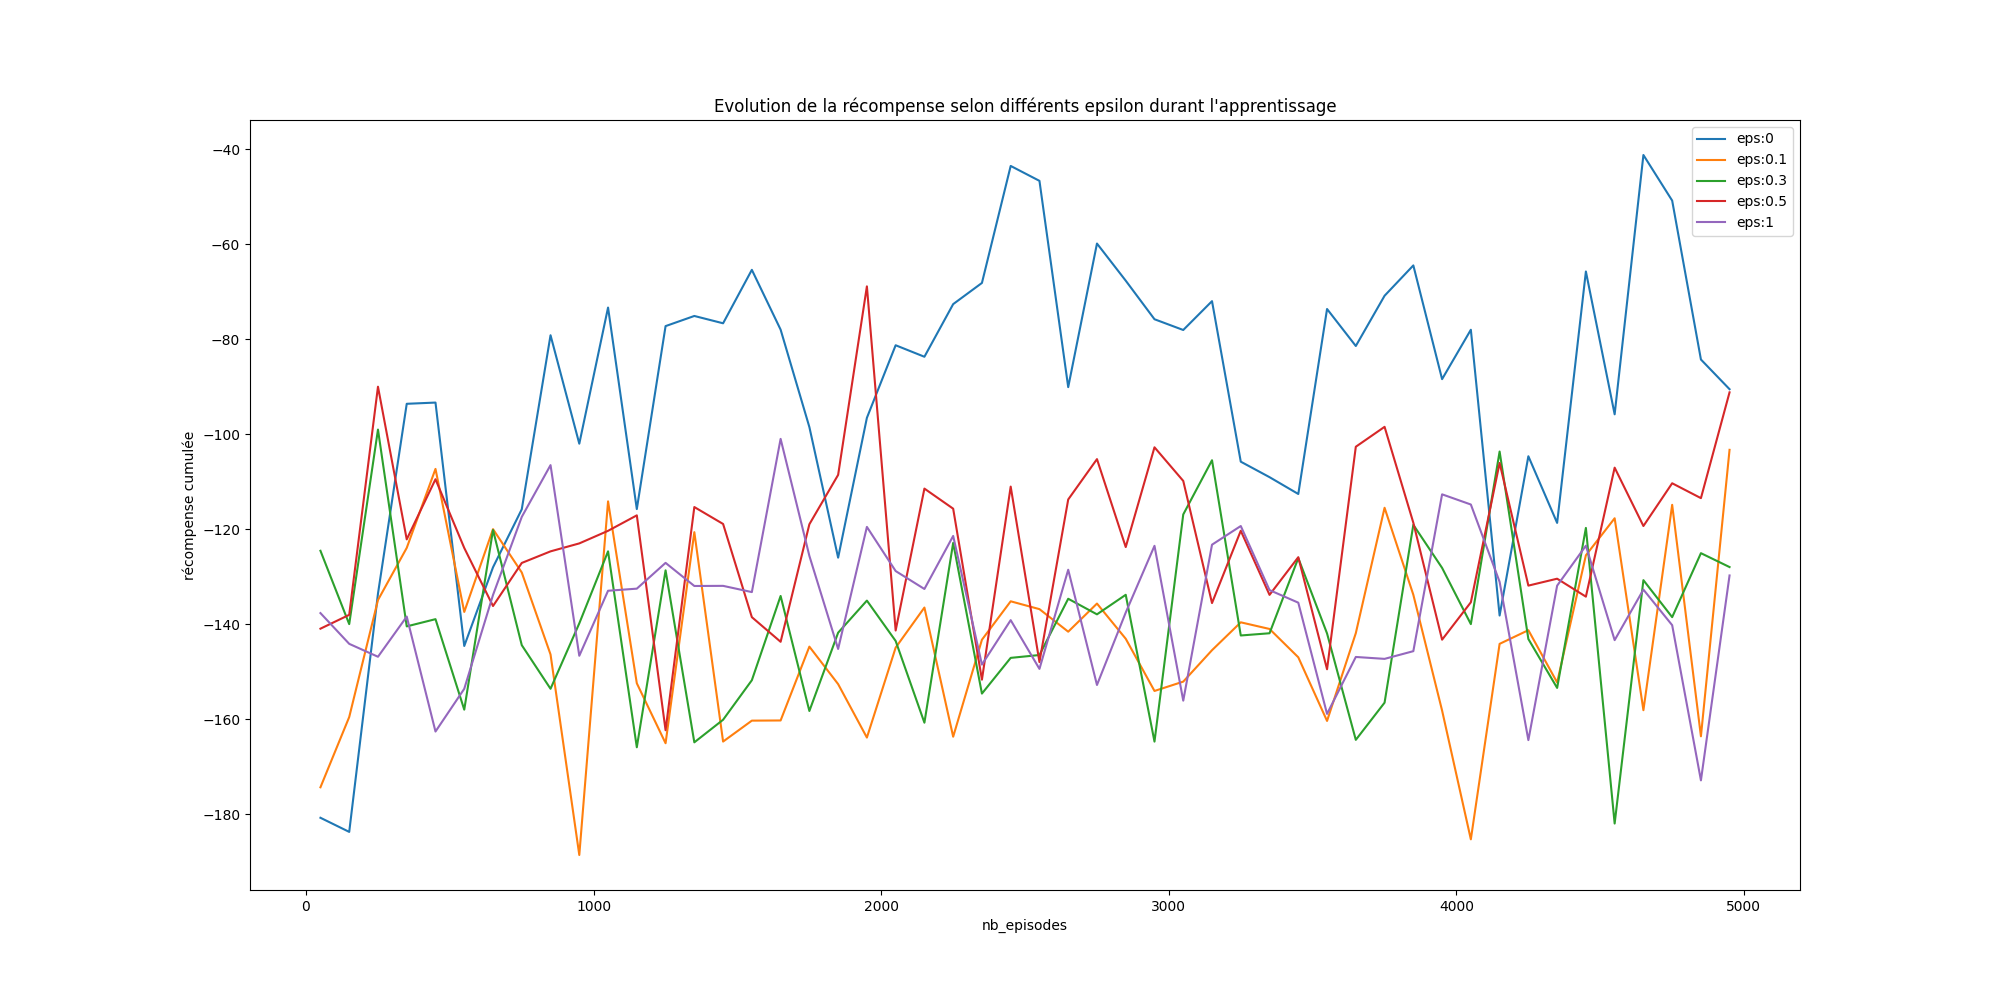 Evolution de la récompense selon différents epsilon durant l'apprentissage
eps:0
eps:0.1
eps:0.3
eps:0.5
eps:1
récompense cumulée
−40
−60
−80
−100
−120
−140
−160
−180
0 1000 2000 3000 4000 5000
nb_episodes